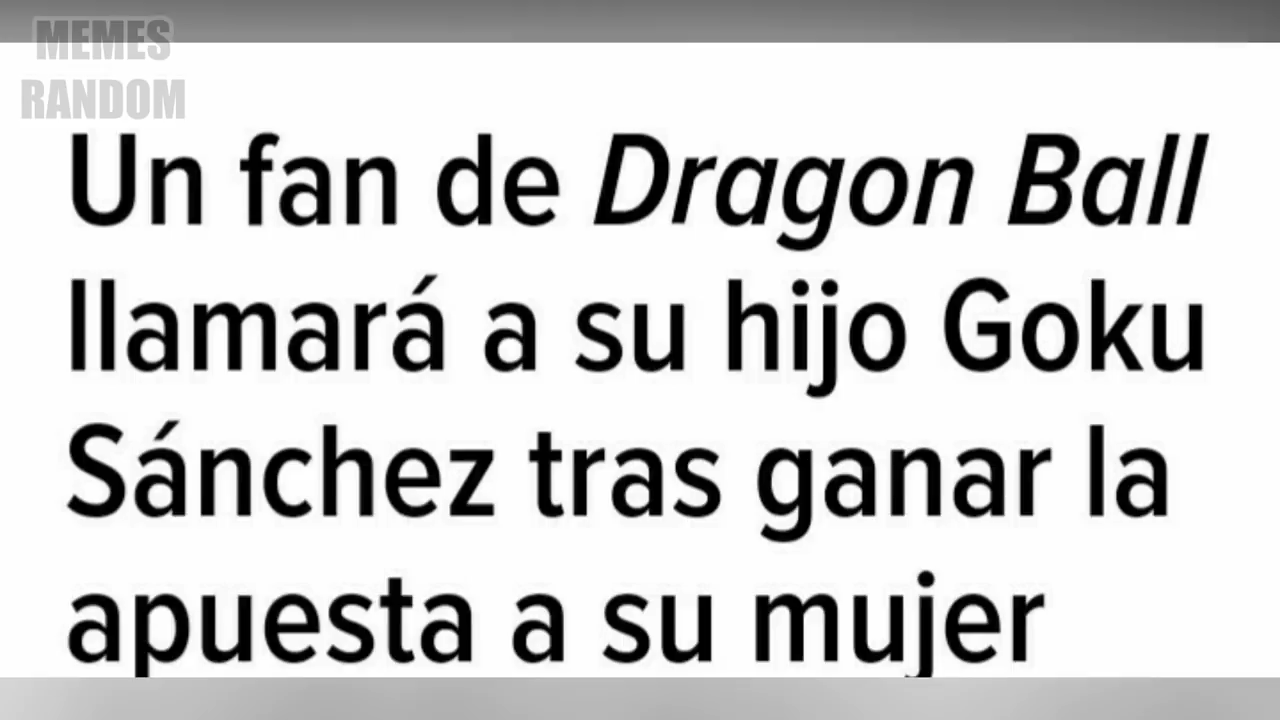 MEMES
RANDOM
Un fan de Dragon Ball
llamará a su hijo Goku
Sánchez tras ganar la
apuesta a su mujer